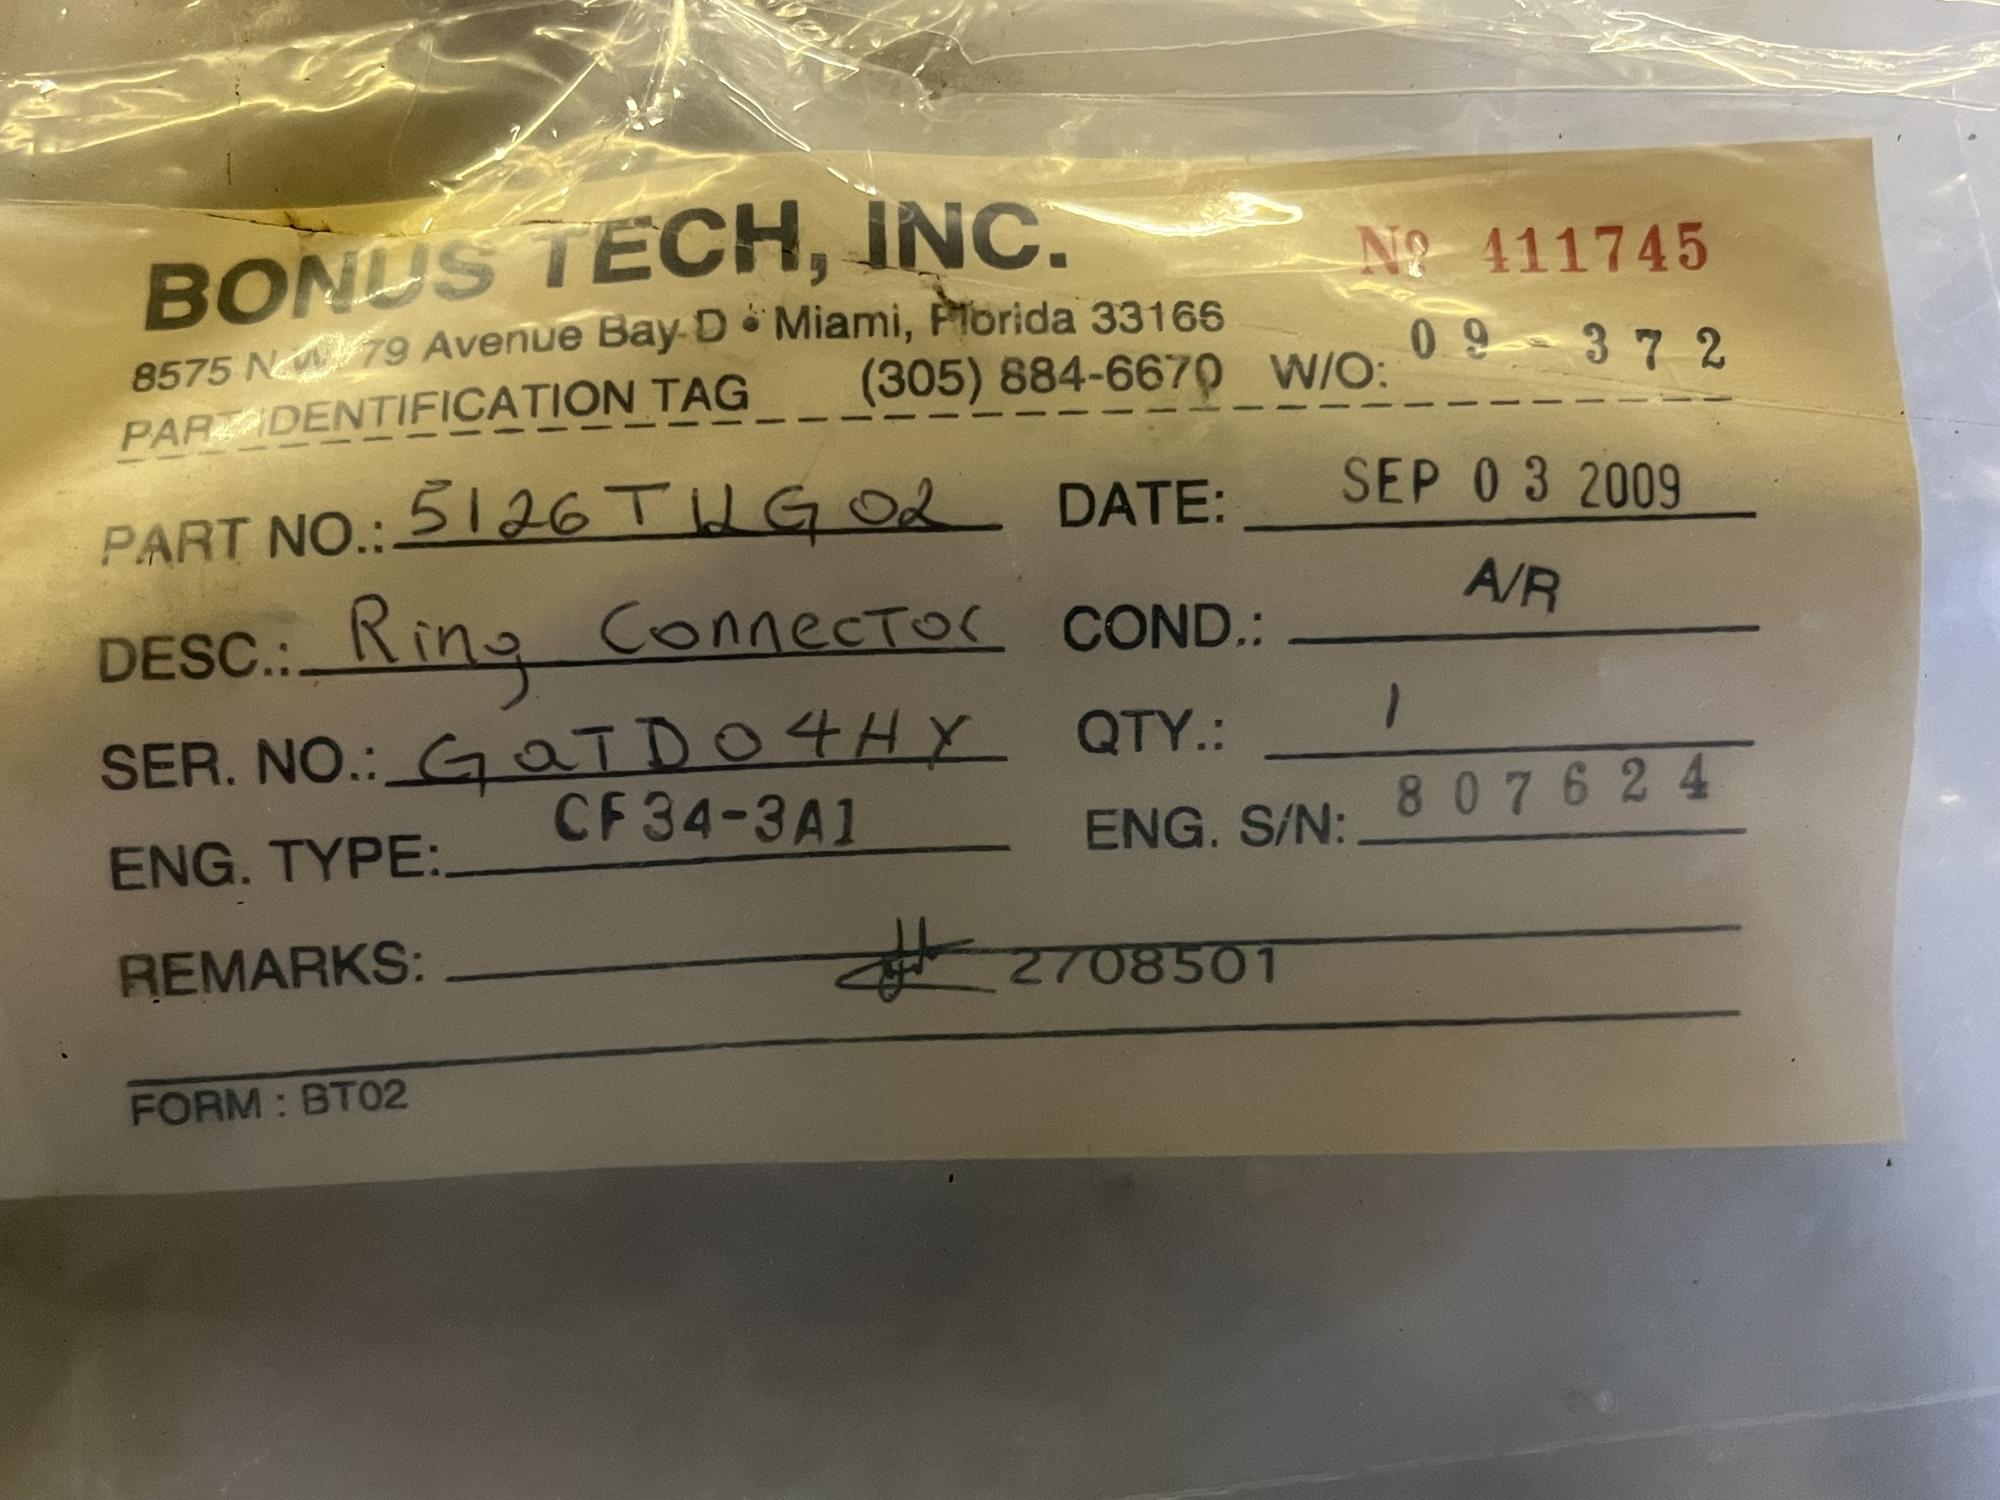 BONUS TECH, INC.
Nº 411745
8575 N.W. 79 Avenue Bay D • Miami, Florida 33166
PART IDENTIFICATION TAG (305) 884-6670 W/O: 09-372
PART NO.: 5126T11G02 DATE: SEP 03 2009
DESC.: Ring Connector COND.: A/R
SER. NO.: GATD04HY QTY.: 1
ENG. TYPE: CF34-3A1 ENG. S/N: 807624
REMARKS: 2708501
FORM : BT02